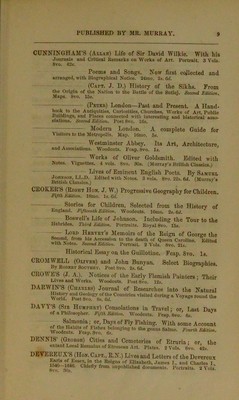 PUBLISHED BY MR. MURRAY. 9
CUNNINGHAM'S (ALLAN) Life of Sir David Wilkie. With his
Journals and Critical Remarks on Works of Art. Portrait. 3 Vols.
8vo. 42s.
Poems and Songs. Now first collected and
arranged, with Biographical Notice. 24mo. 2s. 6d.
(CAPT. J. D.) History of the Sikhs. From
the Origin of the Nation to the Battle of the Sutlej. Second Edition.
Maps. 8vo. 15s.
(PETER) London—Past and Present. A Hand-
book to the Antiquities, Curiosities, Churches, Works of Art, Public
Buildings, and Places connected with interesting and historical asso-
ciations. Second Edition. Post 8vo. 16s.
Modern London. A complete Guide for
Visitors to the Metropolis. Map. 16mo. 5s.
Westminster Abbey. Its Art, Architecture,
and Associations. Woodcuts. Fcap. 8vo. 1s.
Works of Oliver Goldsmith. Edited with
Notes. Vignettes. 4 vols. 8vo. 30s. (Murray's British Classics.)
Lives of Eminent English Poets. By SAMUEL
JOHNSON, LL.D. Edited with Notes. 3 vols. 8vo. 22s. 6d. (Murray's
British Classics.)
CROKER'S (RIGHT HON. J. W.) Progressive Geography for Children.
Fifth Edition. 18mo. 1s. 6d.
Stories for Children, Selected from the History of
England. Fifteenth Edition. Woodcuts. 16mo. 2s. 6d.
Boswell's Life of Johnson. Including the Tour to the
Hebrides. Third Edition. Portraits. Royal 8vo. 15s.
LORD HERVEY'S Memoirs of the Reign of George the
Second, from his Accession to the death of Queen Caroline. Edited
with Notes. Second Edition. Portrait. 2 Vols. 8vo. 21s.
Historical Essay on the Guillotine. Fcap. 8vo. 1s.
CROMWELL (OLIVER) and John Bunyan. Select Biographies.
By ROBERT SOUTHEY. Post 8vo. 2s. 6d.
CROWE'S (J. A.) Notices of the Early Flemish Painters; Their
Lives and Works. Woodcuts. Post 8vo. 12s.
DARWIN'S (CHARLES) Journal of Researches into the Natural
History and Geology of the Countries visited during a Voyage round the
World. Post 8vo. 8s. 6d.
DAVY'S (SIR HUMPHRY) Consolations in Travel; or, Last Days
of a Philosopher. Fifth Edition. Woodcuts. Fcap. 8vo. 6s.
Salmonia; or, Days of Fly Fishing. With some Account
of the Habits of Fishes belonging to the genus Salmo. Fourth Edition.
Woodcuts. Fcap. 8vo. 6s.
DENNIS' (GEORGE) Cities and Cemeteries of Etruria; or, the
extant Local Remains of Etruscan Art. Plates. 2 Vols. 8vo. 42s.
DEVEREUX'S (HON. CAPT., R.N.) Lives and Letters of the Devereux
Earls of Essex, in the Reigns of Elizabeth, James I., and Charles I.,
1540—1646. Chiefly from unpublished documents. Portraits. 2 Vols.
8vo. 30s.